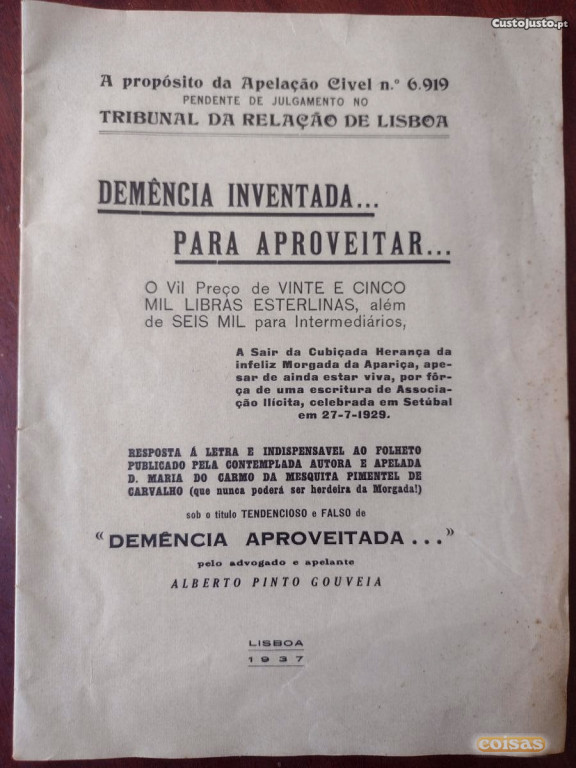 CustoJusto.pt
A propósito da Apelação Civel n.º 6.919
PENDENTE DE JULGAMENTO NO
TRIBUNAL DA RELAÇÃO DE LISBOA
DEMÊNCIA INVENTADA...
PARA APROVEITAR...
O Vil Preço de VINTE E CINCO
MIL LIBRAS ESTERLINAS, além
de SEIS MIL para Intermediários,
A Sair da Cubiçada Herança da
infeliz Morgada da Apariça, ape-
sar de ainda estar viva, por fôr-
ça de uma escritura de Associa-
ção Ilícita, celebrada em Setúbal
em 27-7-1929.
RESPOSTA Á LETRA E INDISPENSAVEL AO FOLHETO
PUBLICADO PELA CONTEMPLADA AUTORA E APELADA
D. MARIA DO CARMO DA MESQUITA PIMENTEL DE
CARVALHO (que nunca poderá ser herdeira da Morgada!)
sob o titulo TENDENCIOSO e FALSO de
“DEMÊNCIA APROVEITADA...”
pelo advogado e apelante
ALBERTO PINTO GOUVEIA
LISBOA
1937
coisas